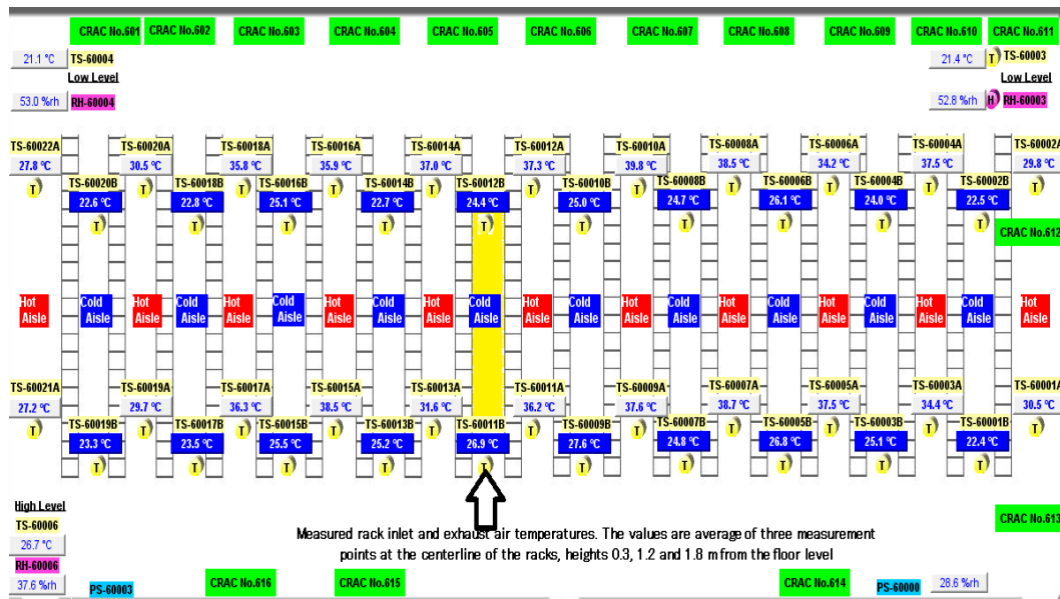 CRAC No.601 CRAC No.602 CRAC No.603 CRAC No.604 CRAC No.605 CRAC No.606 CRAC No.607 CRAC No.608 CRAC No.609 CRAC No.610 CRAC No.611
21.1 °C TS-60004 21.4 °C T TS-60003
Low Level Low Level
53.0 %rh RH-60004 52.8 %rh H RH-60003
TS-60022A TS-60020A TS-60018A TS-60016A TS-60014A TS-60012A TS-60010A TS-60008A TS-60006A TS-60004A TS-60002A
27.8 °C 30.5 °C 35.8 °C 35.9 °C 37.0 °C 37.3 °C 39.8 °C 38.5 °C 34.2 °C 37.5 °C 29.8 °C
T T T T T T T T T T T
TS-60020B TS-60018B TS-60016B TS-60014B TS-60012B TS-60010B TS-60008B TS-60006B TS-60004B TS-60002B
22.6 °C 22.8 °C 25.1 °C 22.7 °C 24.4 °C 25.0 °C 24.7 °C 26.1 °C 24.0 °C 22.5 °C
T T T T T T T T T T
CRAC No.612
Hot Cold Hot Cold Hot Cold Hot Cold Hot Cold Hot Cold Hot Cold Hot Cold Hot Cold Hot Cold Hot
Aisle Aisle Aisle Aisle Aisle Aisle Aisle Aisle Aisle Aisle Aisle Aisle Aisle Aisle Aisle Aisle Aisle Aisle Aisle Aisle Aisle
TS-60021A TS-60019A TS-60017A TS-60015A TS-60013A TS-60011A TS-60009A TS-60007A TS-60005A TS-60003A TS-60001A
27.2 °C 29.7 °C 36.3 °C 38.5 °C 31.6 °C 36.2 °C 37.6 °C 38.7 °C 37.5 °C 34.4 °C 30.5 °C
T T T T T T T T T T T
TS-60019B TS-60017B TS-60015B TS-60013B TS-60011B TS-60009B TS-60007B TS-60005B TS-60003B TS-60001B
23.3 °C 23.5 °C 25.5 °C 25.2 °C 26.9 °C 27.6 °C 24.8 °C 26.8 °C 25.1 °C 22.4 °C
T T T T T T T T T T
High Level
TS-60006
26.7 °C
RH-60006
37.6 %rh
CRAC No.613
Measured rack inlet and exhaust air temperatures. The values are average of three measurement
points at the centerline of the racks, heights 0.3, 1.2 and 1.8 m from the floor level
PS-60003 CRAC No.616 CRAC No.615 CRAC No.614 PS-60000 28.6 %rh